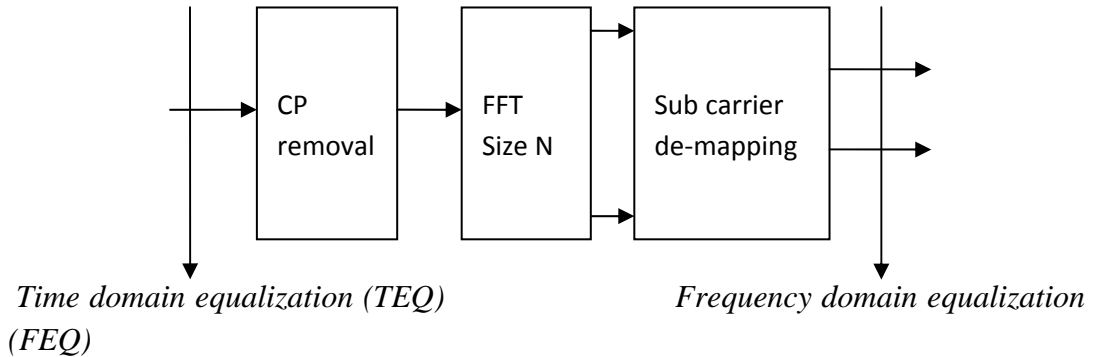 CP
removal
FFT
Size N
Sub carrier
de-mapping
Time domain equalization (TEQ) Frequency domain equalization
(FEQ)